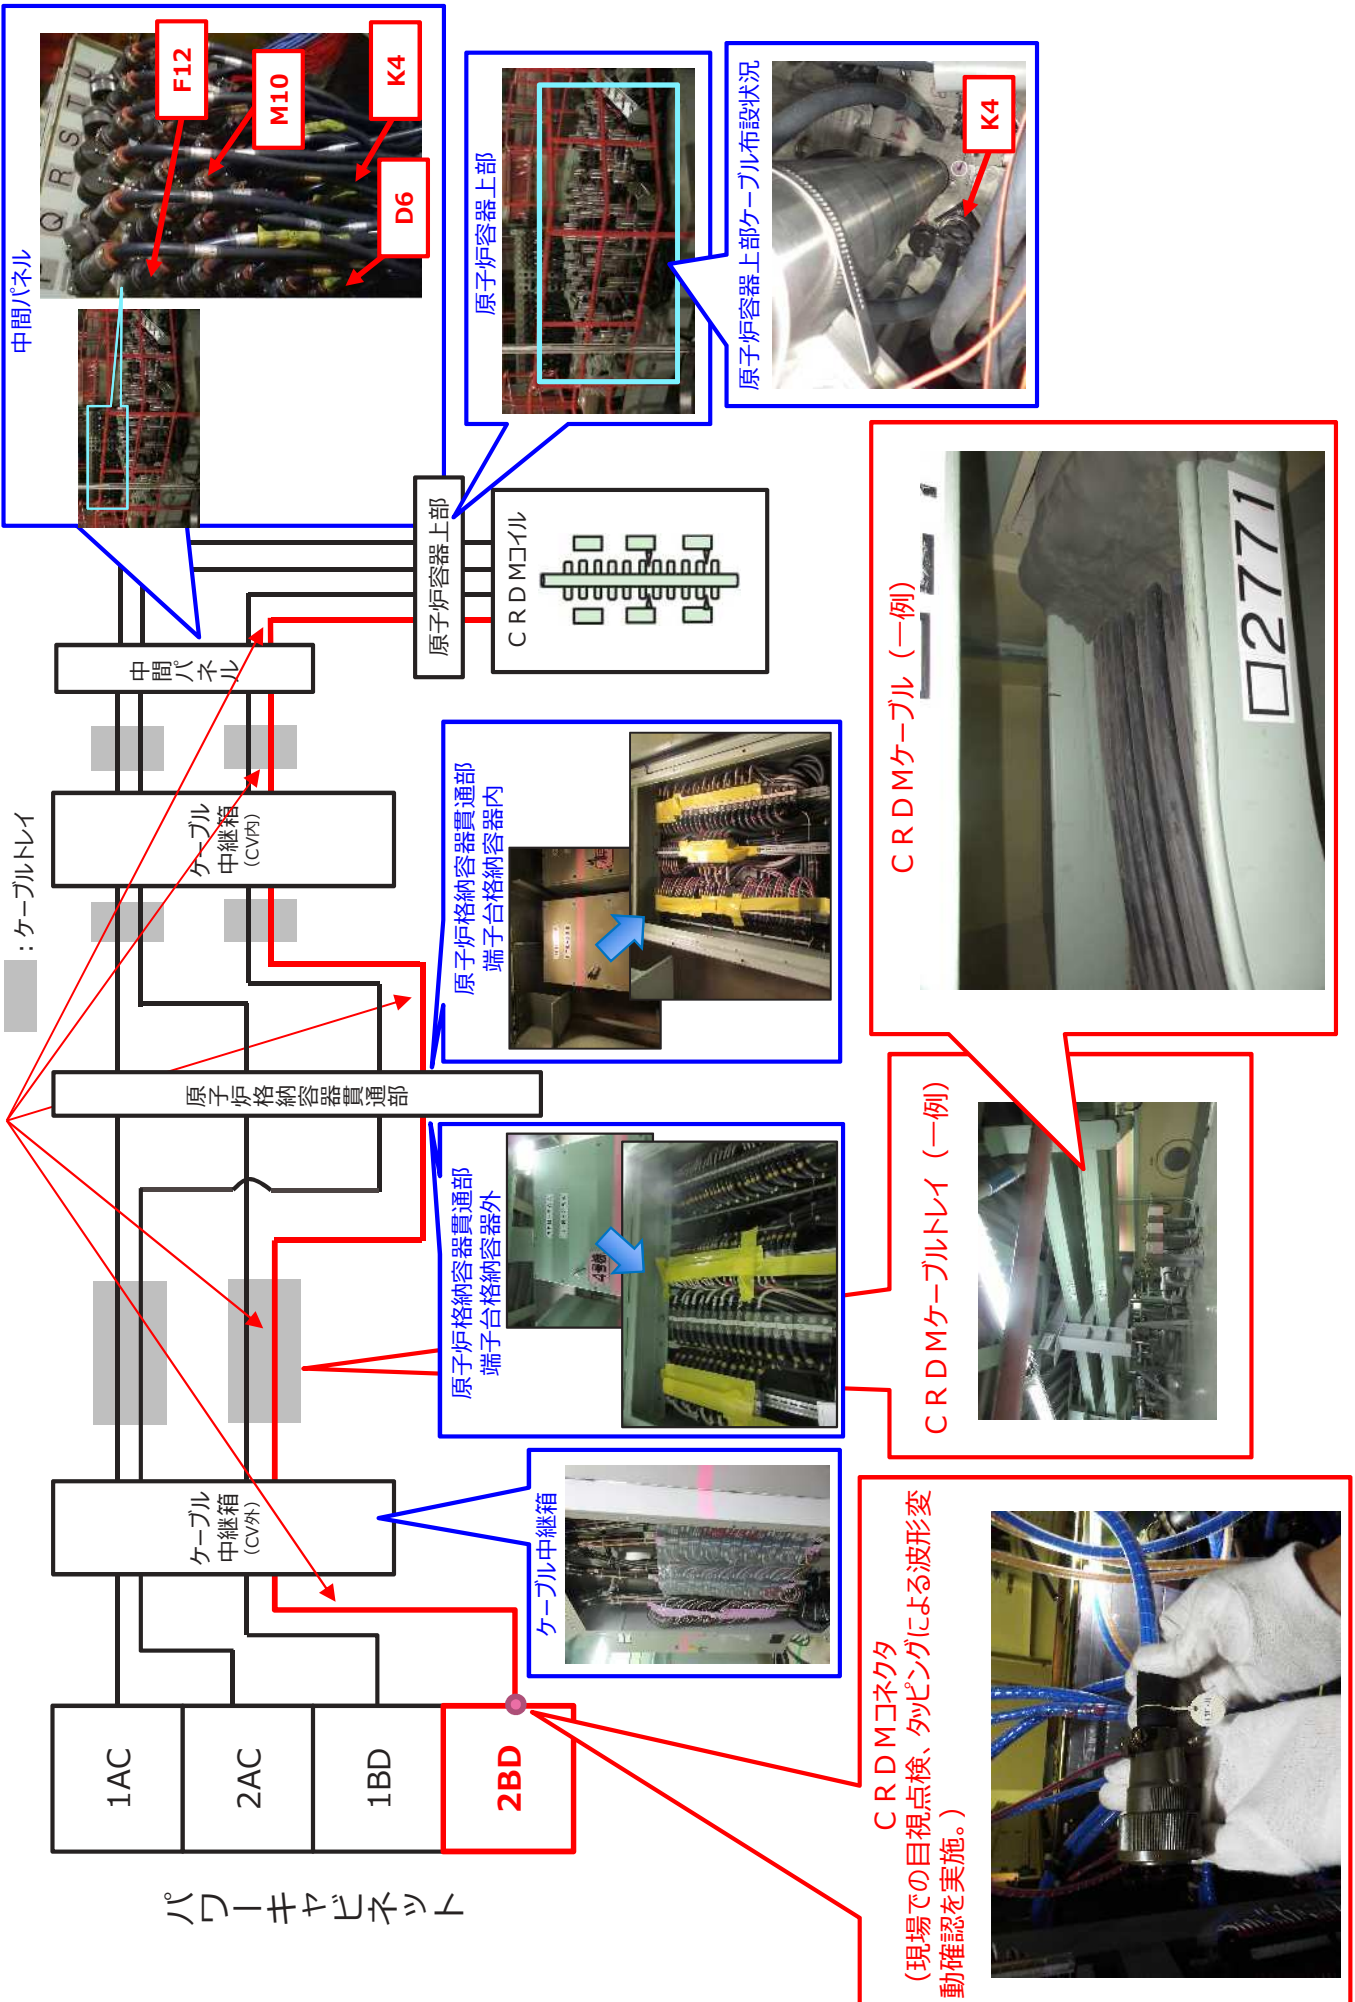 パワーキャビネット
1AC
2AC
1BD
2BD
ケーブル
中継箱
(CV外)
原子炉格納容器貫通部
ケーブル
中継箱
(CV内)
中間パネル
原子炉容器上部
ＣＲＤＭコイル
：ケーブルトレイ
中間パネル
F12
M10
K4
D6
Q
R
S
T
U
原子炉容器上部
原子炉容器上部ケーブル布設状況
K4
原子炉格納容器貫通部
端子台格納容器内
原子炉格納容器貫通部
端子台格納容器外
4号機
ケーブル中継箱
ＣＲＤＭケーブル（一例）
□2771
ＣＲＤＭケーブルトレイ（一例）
ＣＲＤＭコネクタ
（現場での目視点検、タッピングによる波形変
動確認を実施。）